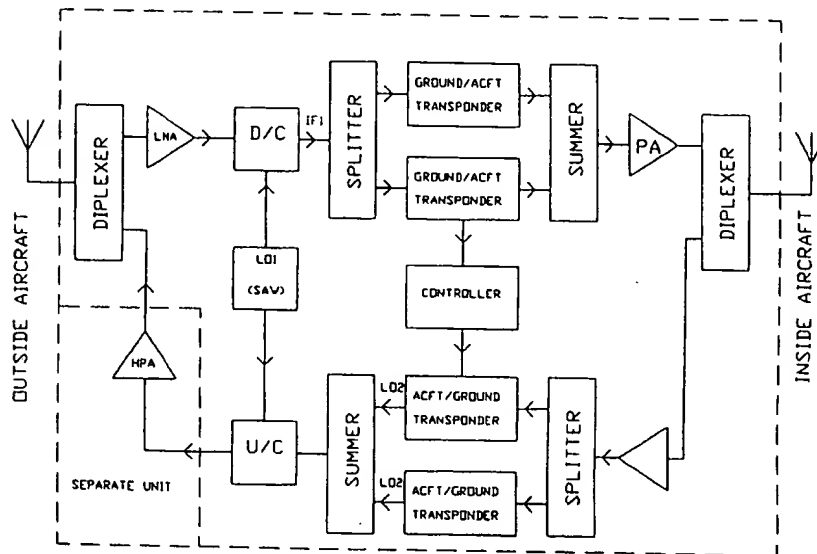 GROUND/ACFT
TRANSPONDER
LNA
D/C
IF1
SPLITTER
SUMMER
PA
DIPLEXER
DIPLEXER
GROUND/ACFT
TRANSPONDER
OUTSIDE AIRCRAFT
INSIDE AIRCRAFT
LO1
(SAW)
CONTROLLER
HPA
LO2
ACFT/GROUND
TRANSPONDER
U/C
SUMMER
SPLITTER
SEPARATE UNIT
LO2
ACFT/GROUND
TRANSPONDER